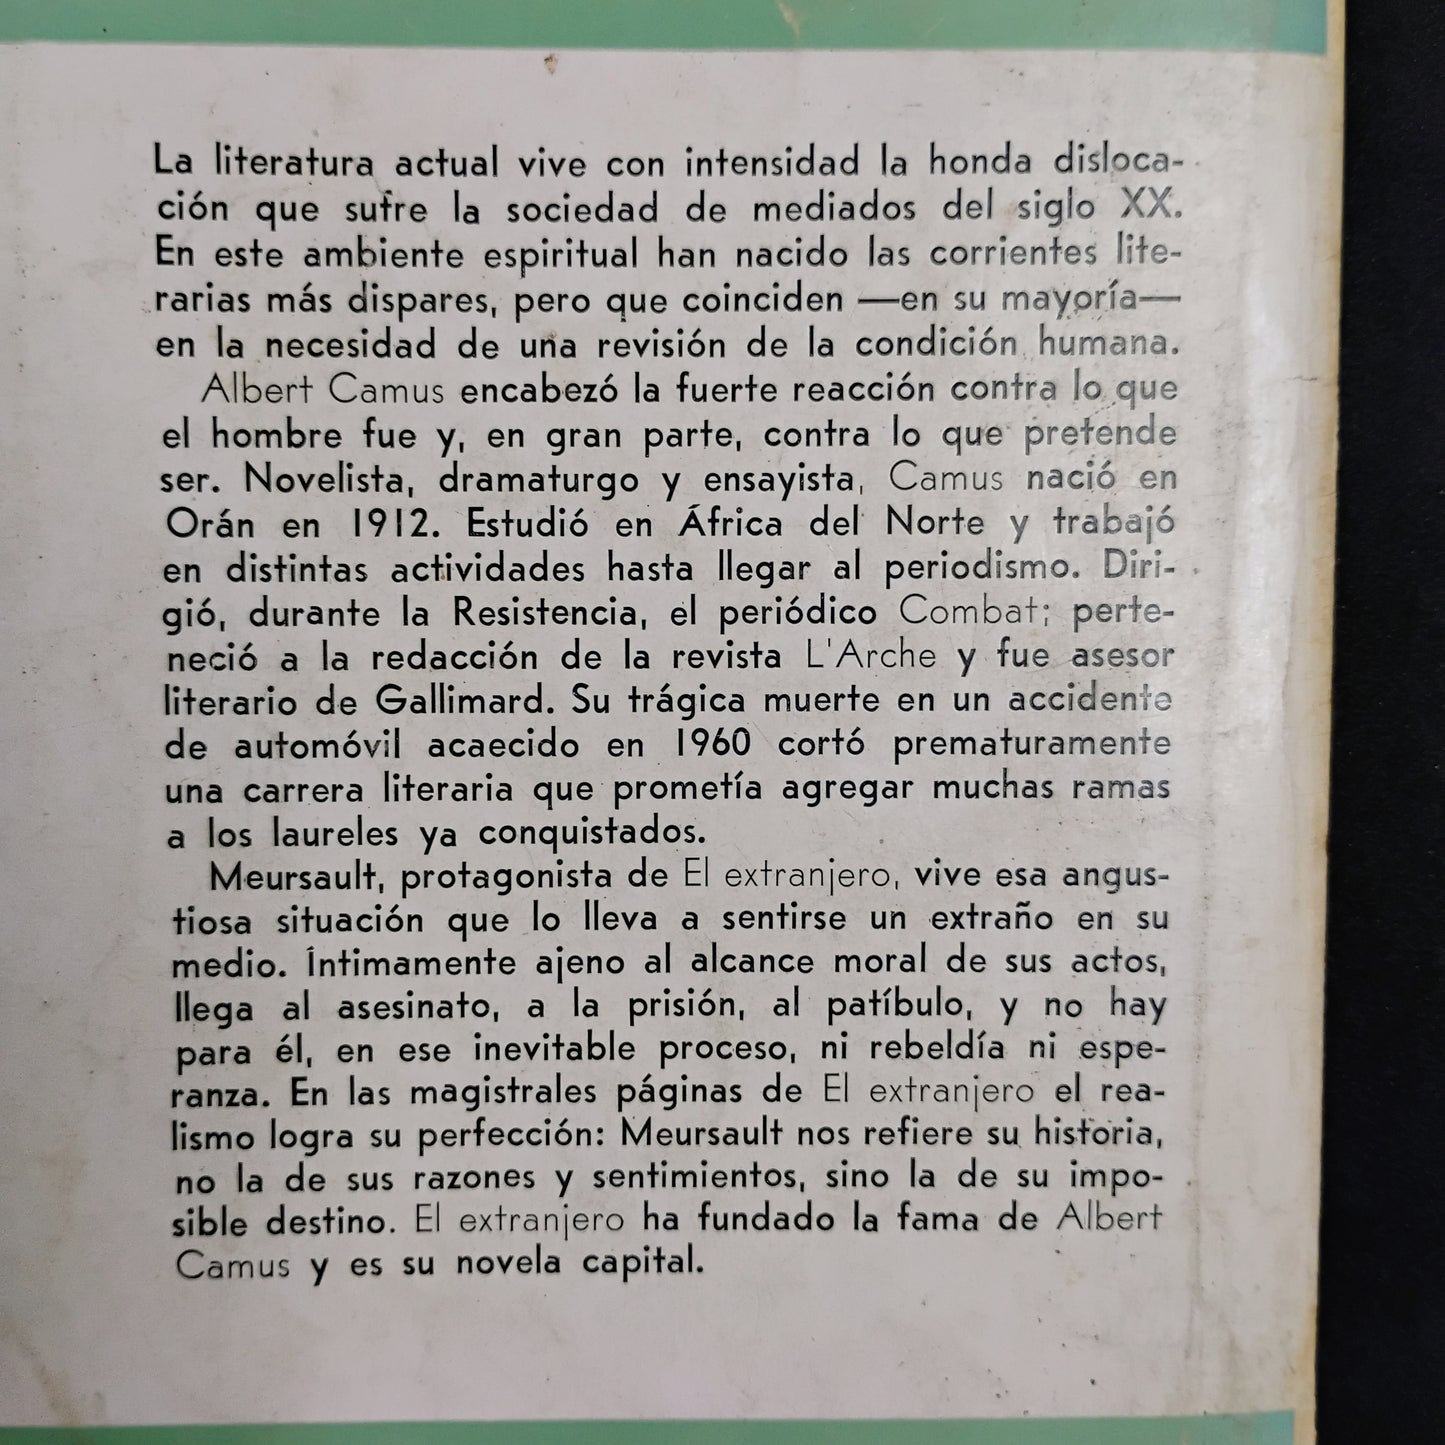 La literatura actual vive con intensidad la honda disloca-
ción que sufre la sociedad de mediados del siglo XX.
En este ambiente espiritual han nacido las corrientes lite-
rarias más dispares, pero que coinciden —en su mayoría—
en la necesidad de una revisión de la condición humana.
Albert Camus encabezó la fuerte reacción contra lo que
el hombre fue y, en gran parte, contra lo que pretende
ser. Novelista, dramaturgo y ensayista, Camus nació en
Orán en 1912. Estudió en África del Norte y trabajó
en distintas actividades hasta llegar al periodismo. Diri-
gió, durante la Resistencia, el periódico Combat; perte-
neció a la redacción de la revista L'Arche y fue asesor
literario de Gallimard. Su trágica muerte en un accidente
de automóvil acaecido en 1960 cortó prematuramente
una carrera literaria que prometía agregar muchas ramas
a los laureles ya conquistados.
Meursault, protagonista de El extranjero, vive esa angus-
tiosa situación que lo lleva a sentirse un extraño en su
medio. Íntimamente ajeno al alcance moral de sus actos,
llega al asesinato, a la prisión, al patíbulo, y no hay
para él, en ese inevitable proceso, ni rebeldía ni espe-
ranza. En las magistrales páginas de El extranjero el rea-
lismo logra su perfección: Meursault nos refiere su historia,
no la de sus razones y sentimientos, sino la de su impo-
sible destino. El extranjero ha fundado la fama de Albert
Camus y es su novela capital.